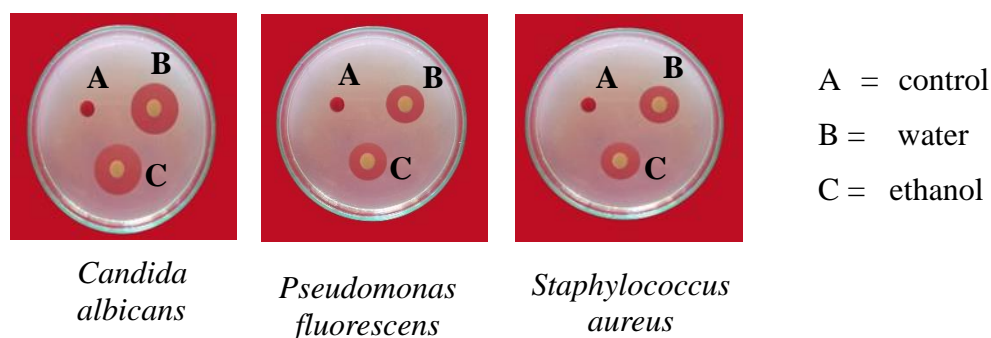 A
B
C
A
B
C
A
B
C
A = control
B = water
C = ethanol
Candida
albicans
Pseudomonas
fluorescens
Staphylococcus
aureus